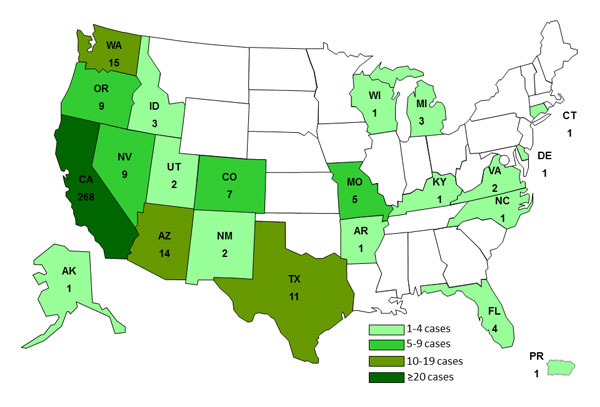 WA
15
OR
9
ID
3
WI
1
MI
3
CT
1
NV
9
UT
2
CO
7
CA
268
MO
5
KY
1
VA
2
DE
1
NC
1
AZ
14
NM
2
AR
1
TX
11
AK
1
FL
4
PR
1
1-4 cases
5-9 cases
10-19 cases
≥20 cases